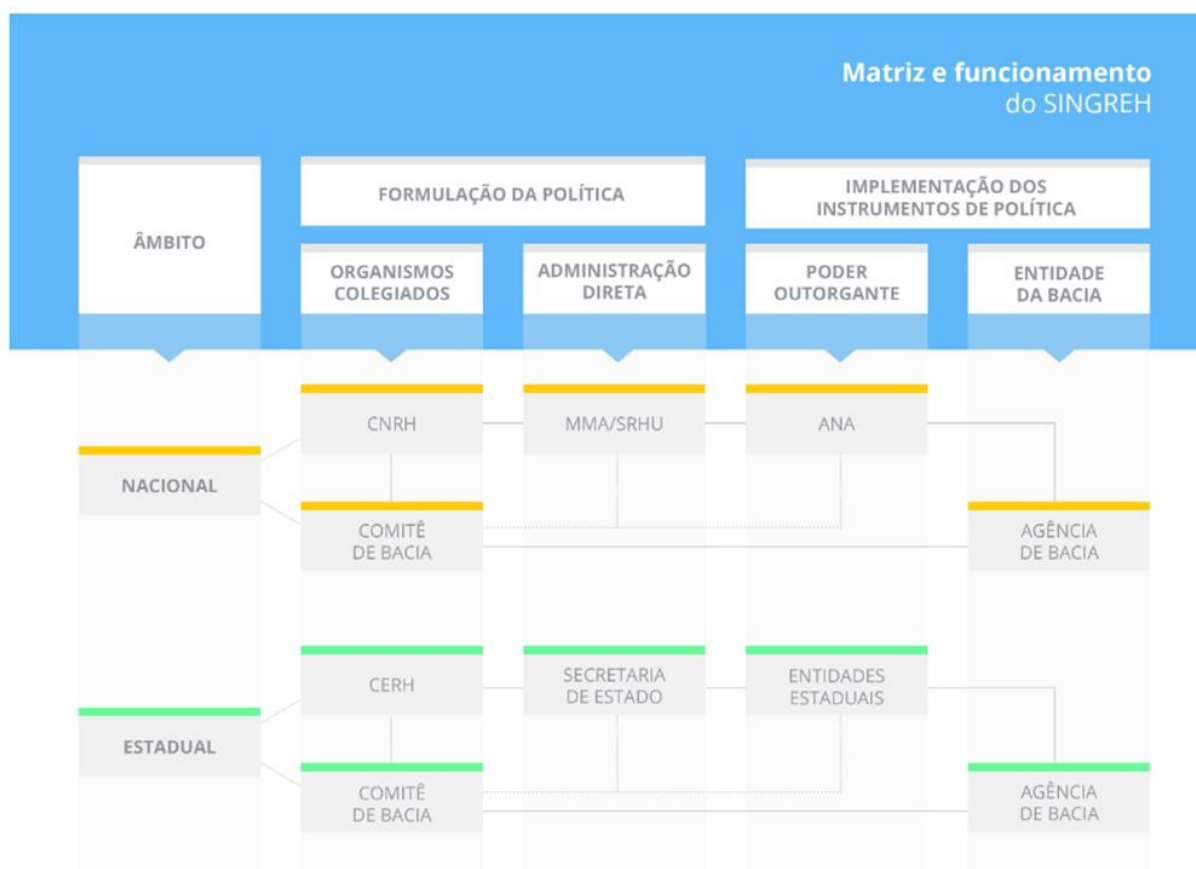 Matriz e funcionamento
do SINGREH
ÂMBITO
FORMULAÇÃO DA POLÍTICA
IMPLEMENTAÇÃO DOS
INSTRUMENTOS DE POLÍTICA
ORGANISMOS
COLEGIADOS
ADMINISTRAÇÃO
DIRETA
PODER
OUTORGANTE
ENTIDADE
DA BACIA
NACIONAL
CNRH
MMA/SRHU
ANA
COMITÊ
DE BACIA
AGÊNCIA
DE BACIA
ESTADUAL
CERH
SECRETARIA
DE ESTADO
ENTIDADES
ESTADUAIS
COMITÊ
DE BACIA
AGÊNCIA
DE BACIA